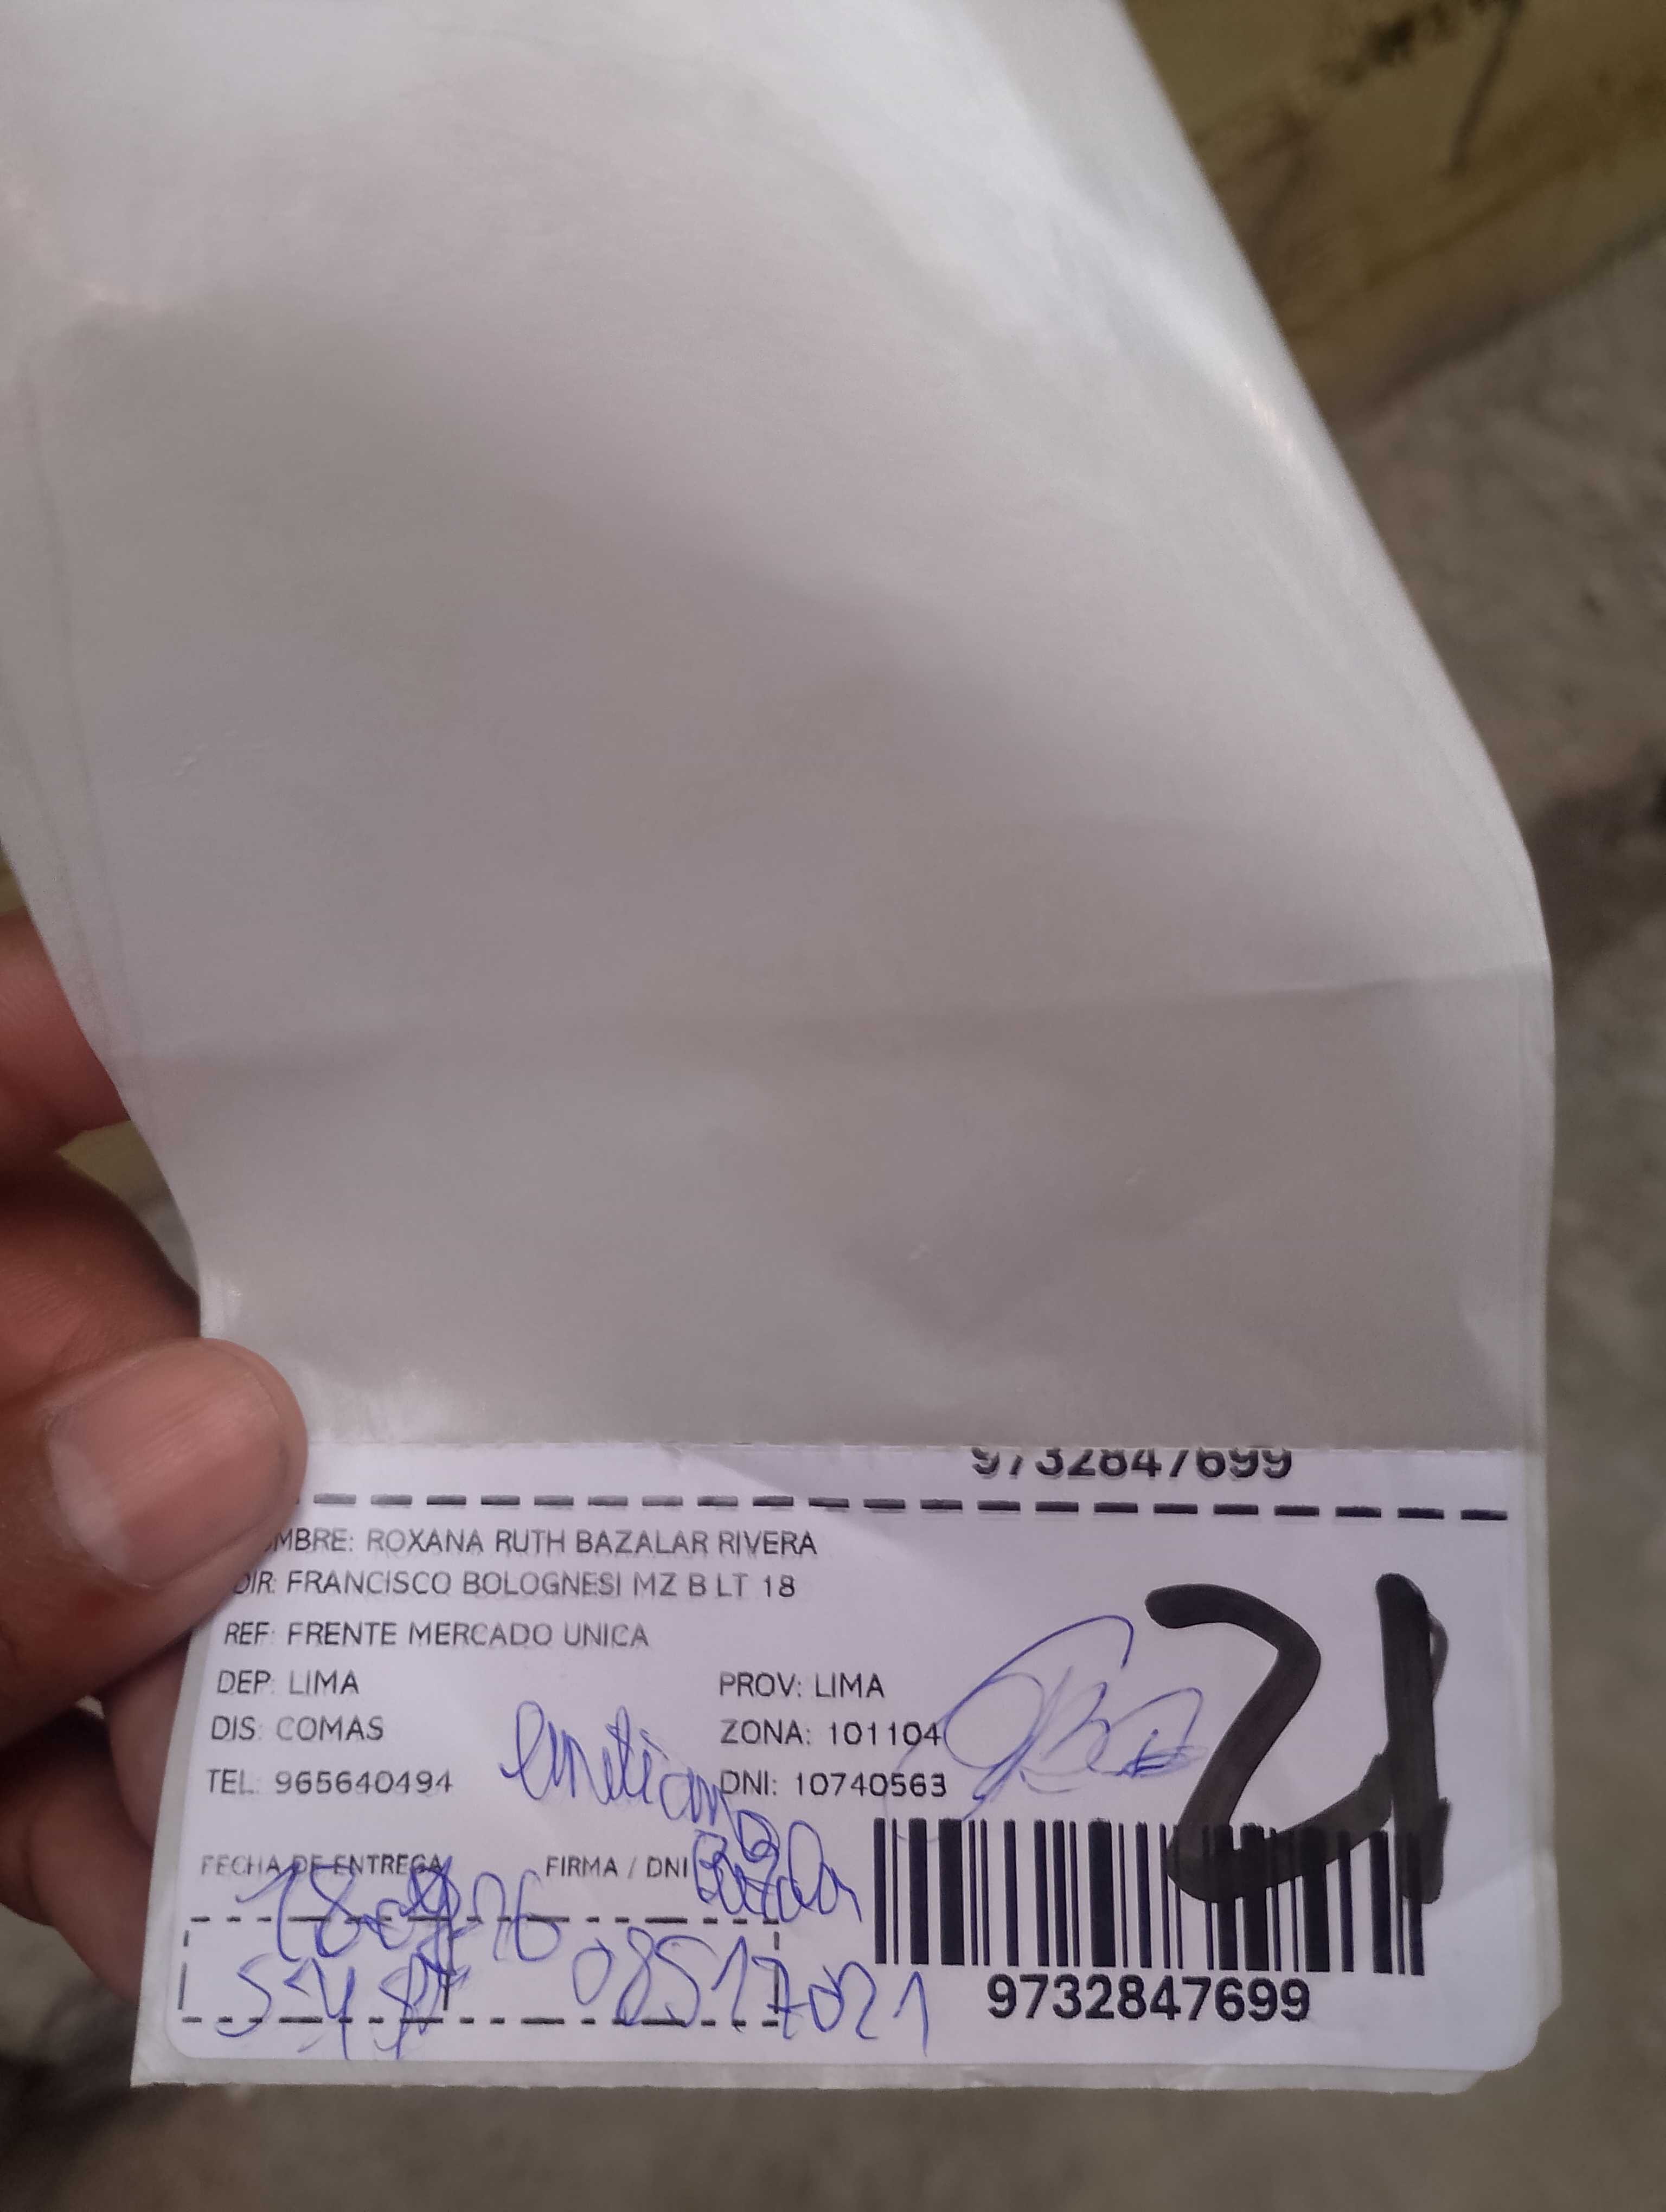 9732847699
MBRE: ROXANA RUTH BAZALAR RIVERA
DIR: FRANCISCO BOLOGNESI MZ B LT 18
REF: FRENTE MERCADO UNICA
DEP: LIMA PROV: LIMA
DIS: COMAS ZONA: 101104
TEL: 965640494 DNI: 10740563
FECHA DE ENTREGA FIRMA / DNI
08517021
9732847699
21